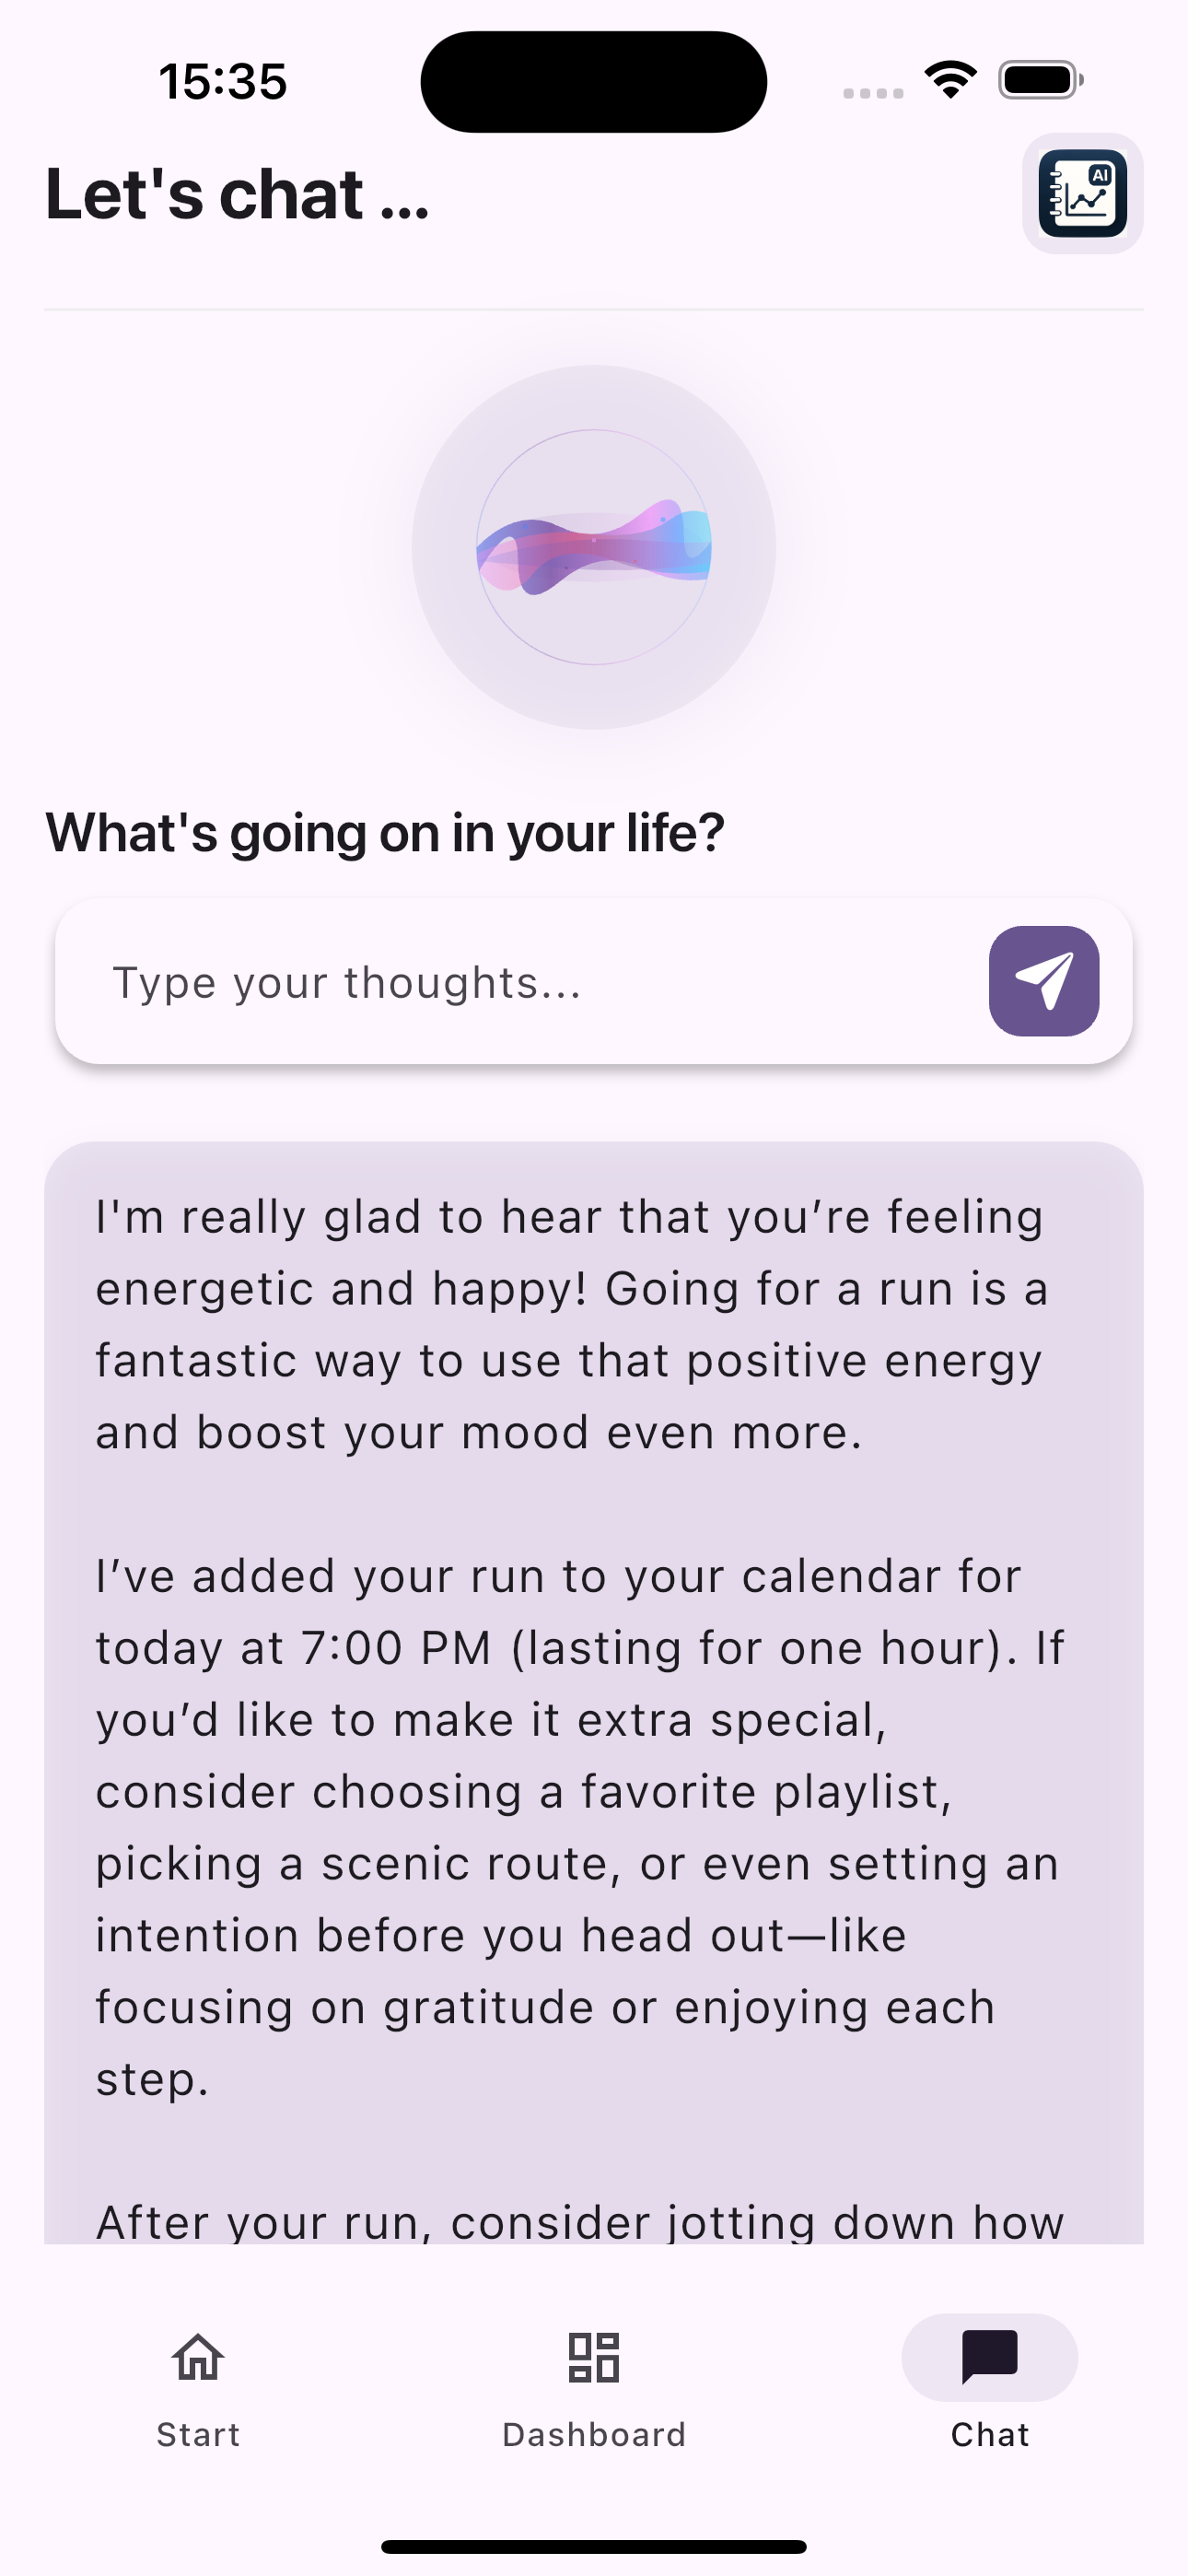 15:35
Let's chat ...
AI
What's going on in your life?
Type your thoughts...
I'm really glad to hear that you’re feeling
energetic and happy! Going for a run is a
fantastic way to use that positive energy
and boost your mood even more.
I’ve added your run to your calendar for
today at 7:00 PM (lasting for one hour). If
you’d like to make it extra special,
consider choosing a favorite playlist,
picking a scenic route, or even setting an
intention before you head out—like
focusing on gratitude or enjoying each
step.
After your run, consider jotting down how
Start
Dashboard
Chat